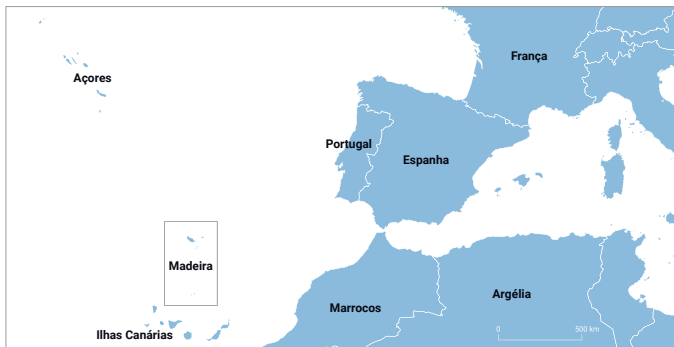 França
Açores
Portugal
Espanha
Madeira
Argélia
Marrocos
Ilhas Canárias
0 500 km